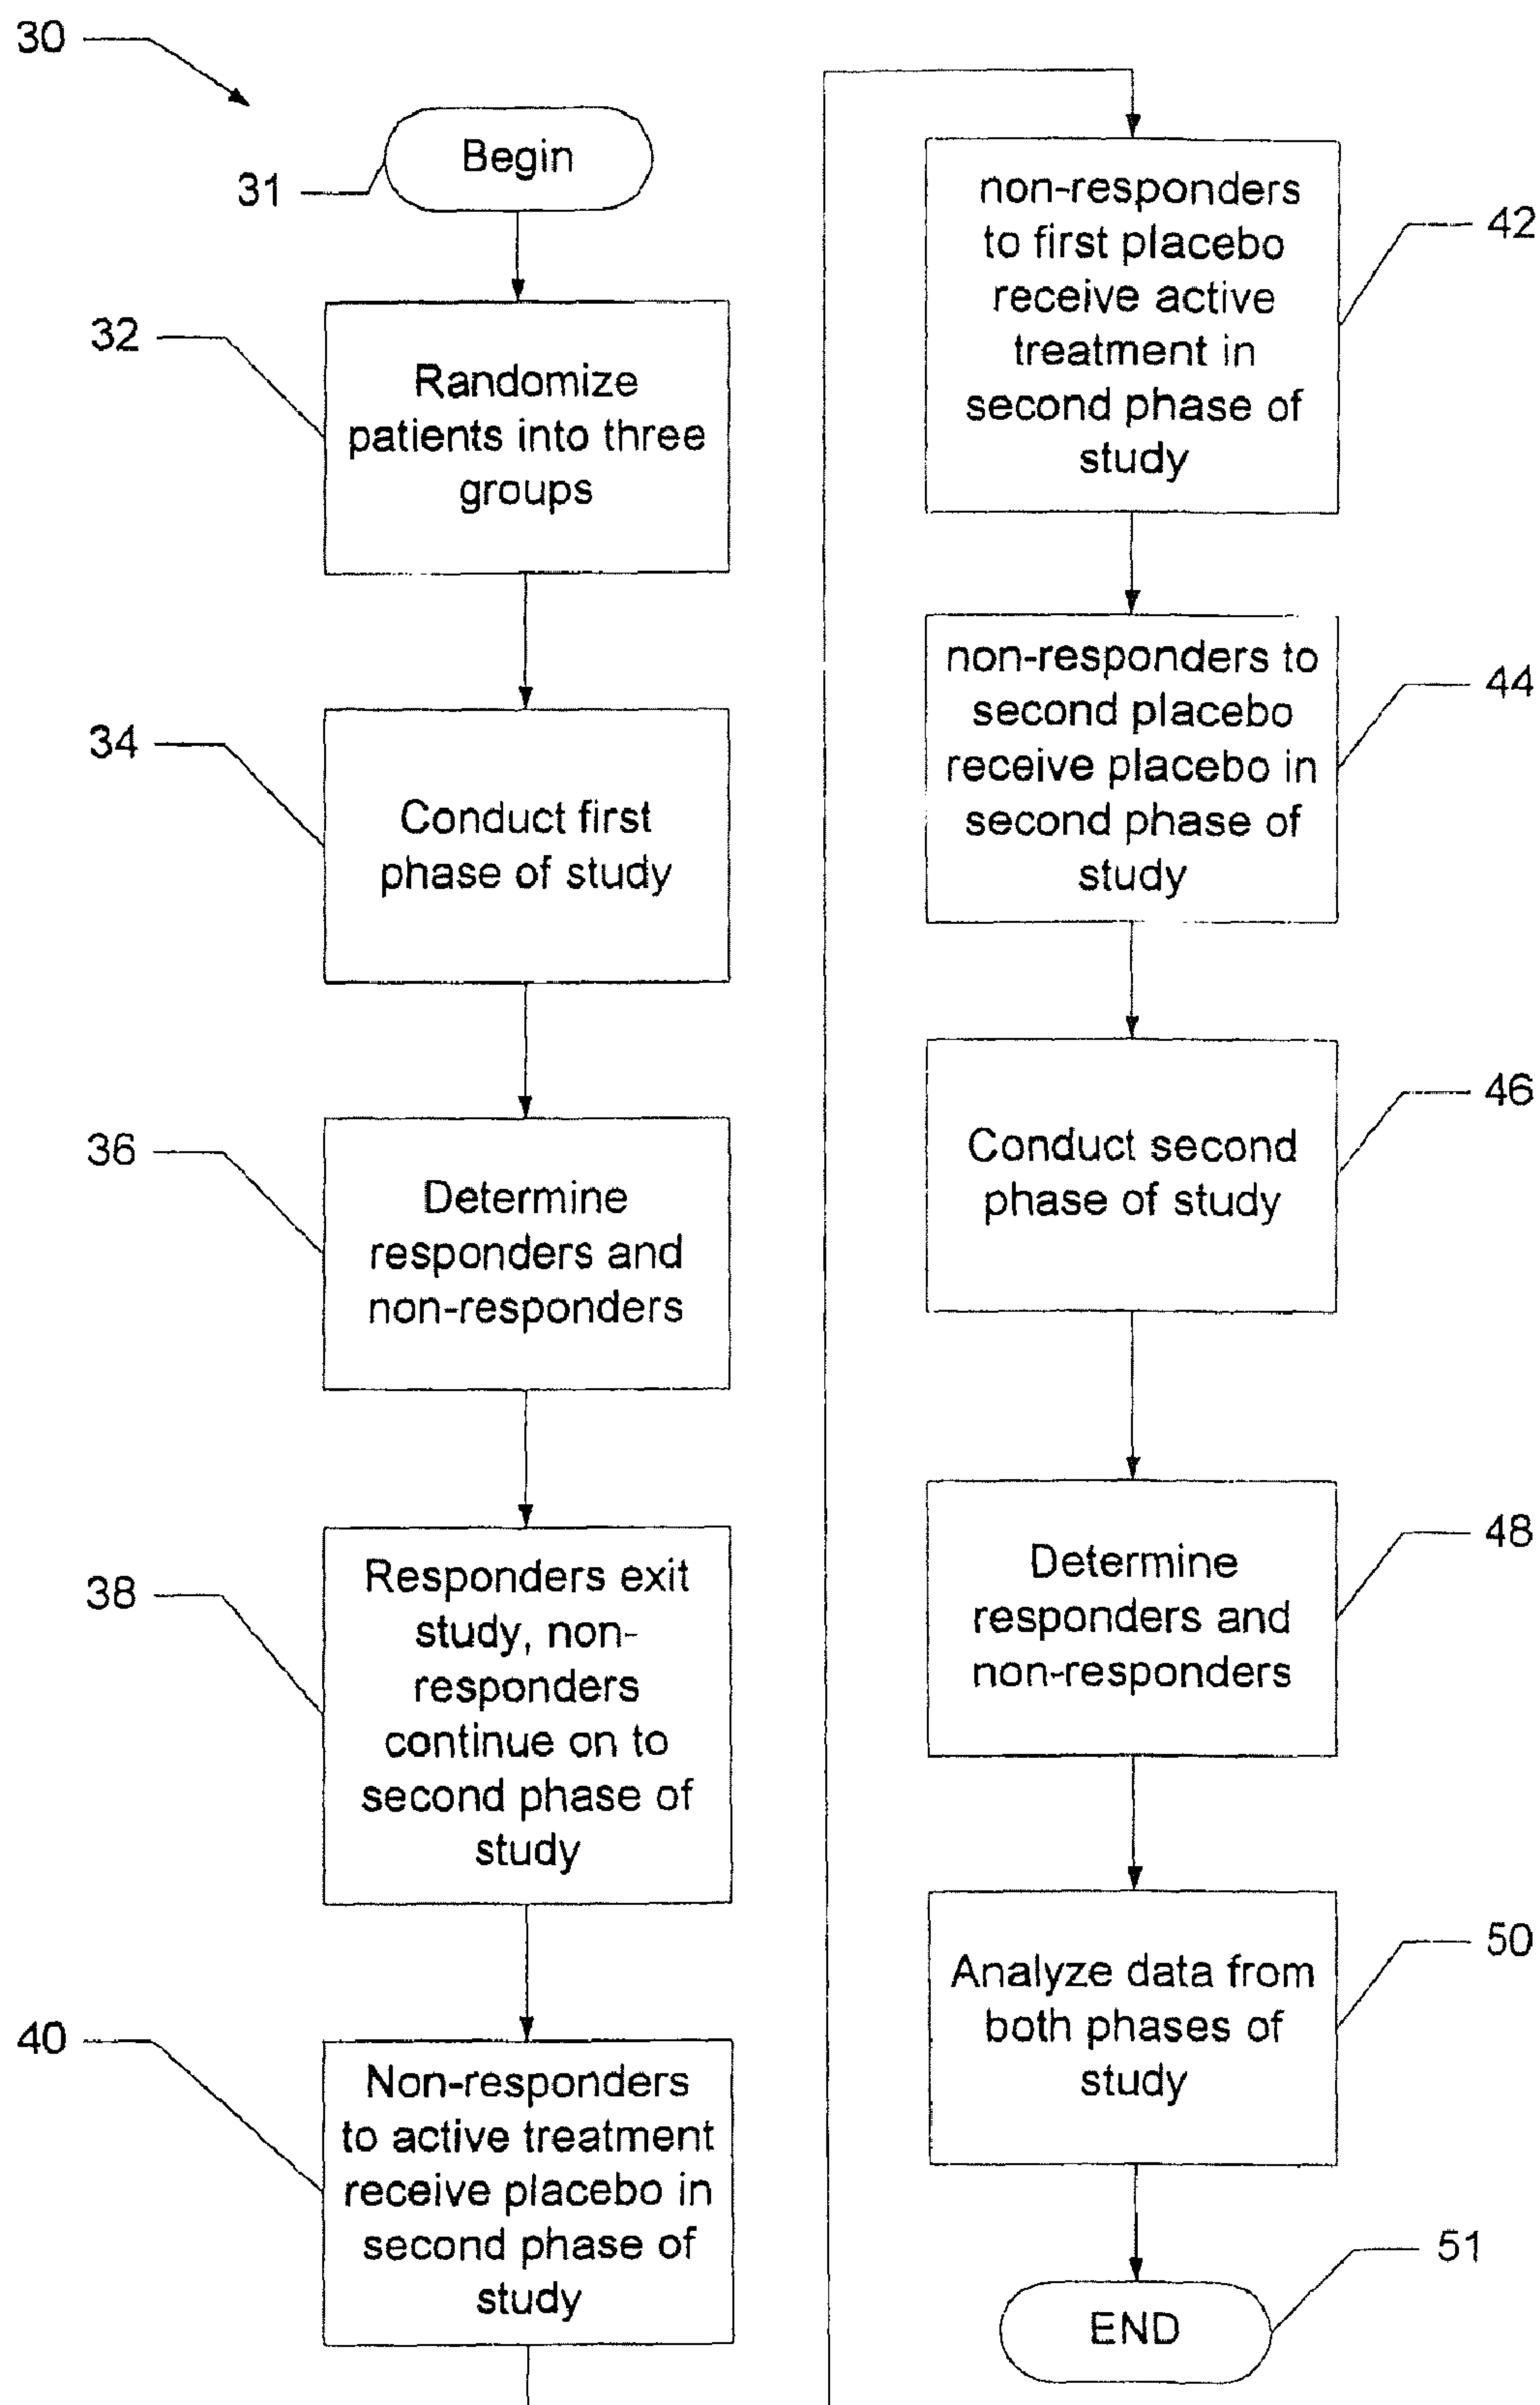 30
31
Begin
32
Randomize
patients into three
groups
34
Conduct first
phase of study
36
Determine
responders and
non-responders
38
Responders exit
study, non-
responders
continue on to
second phase of
study
40
Non-responders
to active treatment
receive placebo in
second phase of
study
non-responders
to first placebo
receive active
treatment in
second phase of
study
42
non-responders to
second placebo
receive placebo in
second phase of
study
44
Conduct second
phase of study
46
Determine
responders and
non-responders
48
Analyze data from
both phases of
study
50
END
51